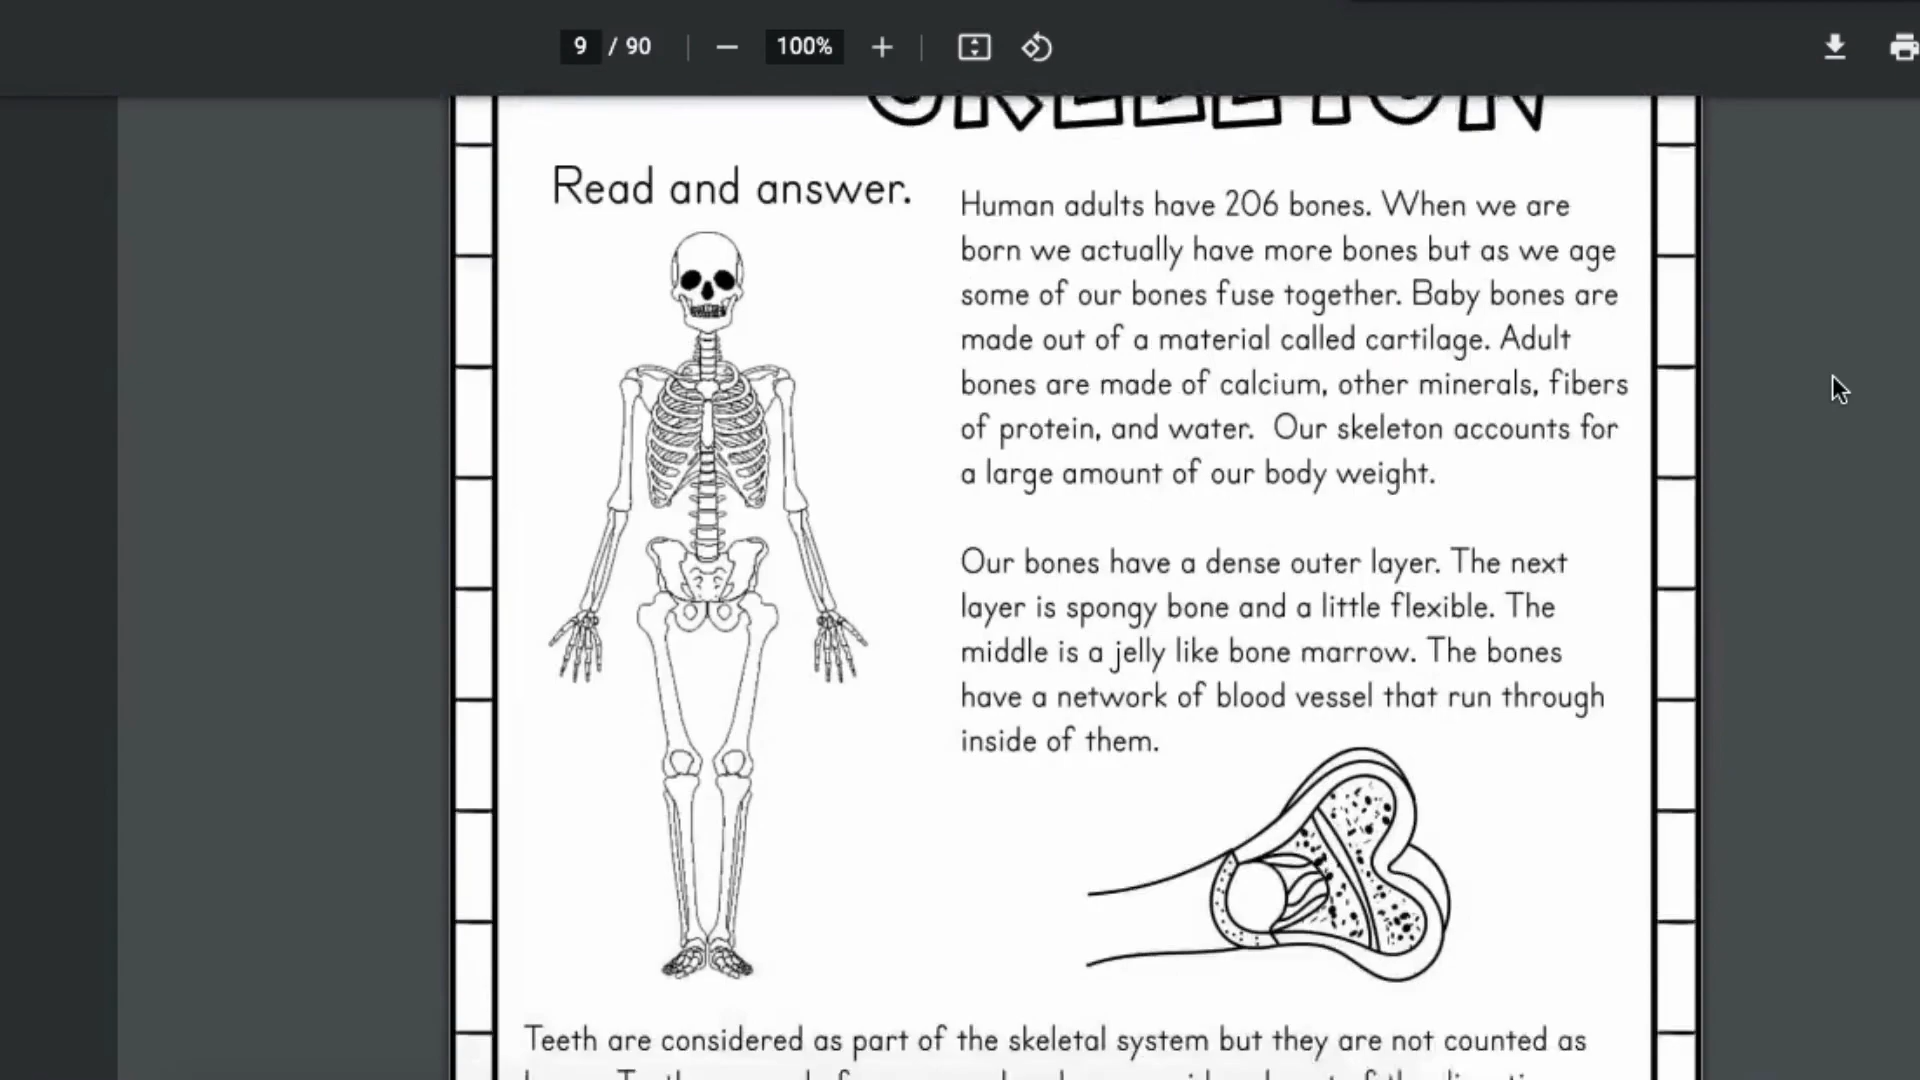 9 / 90
100%
SKELETON
Read and answer.
Human adults have 206 bones. When we are
born we actually have more bones but as we age
some of our bones fuse together. Baby bones are
made out of a material called cartilage. Adult
bones are made of calcium, other minerals, fibers
of protein, and water. Our skeleton accounts for
a large amount of our body weight.
Our bones have a dense outer layer. The next
layer is spongy bone and a little flexible. The
middle is a jelly like bone marrow. The bones
have a network of blood vessel that run through
inside of them.
Teeth are considered as part of the skeletal system but they are not counted as